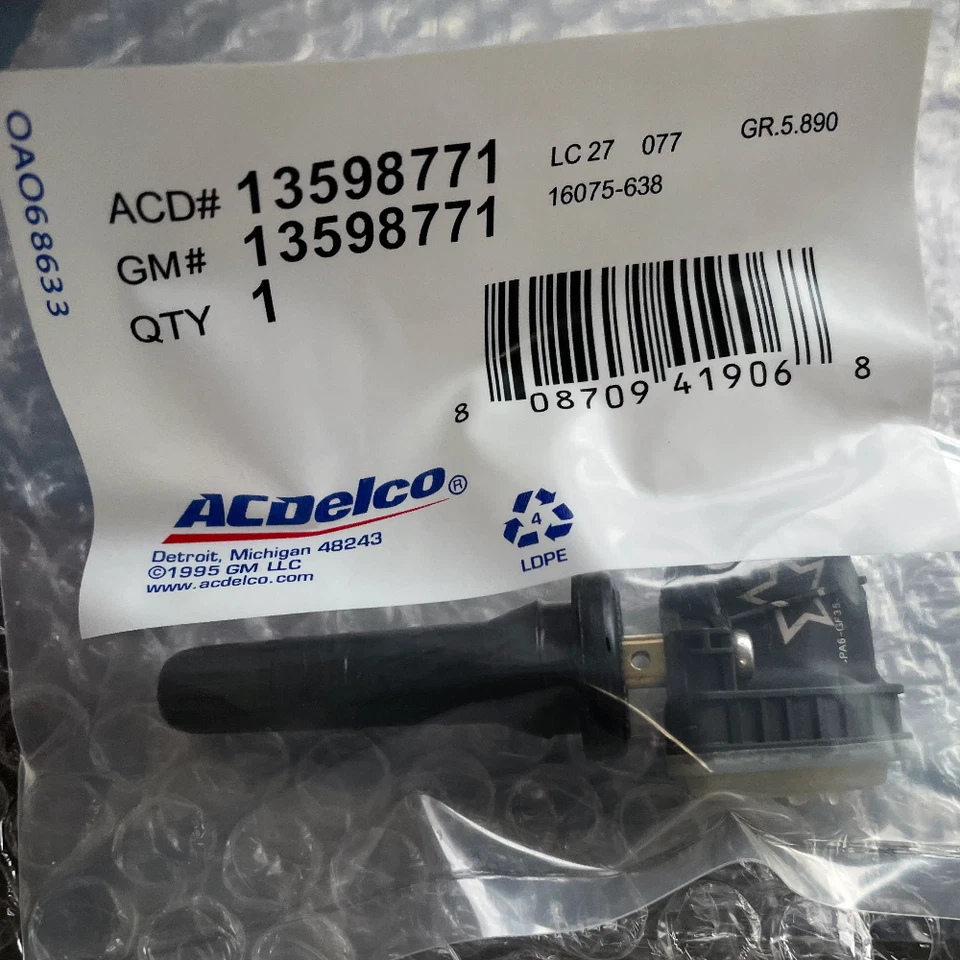 OAO68633
ACD# 13598771
GM# 13598771
QTY 1
LC 27 077
GR.5.890
16075-638
8 08709 41906 8
ACDelco®
Detroit, Michigan 48243
©1995 GM LLC
www.acdelco.com
4
LDPE